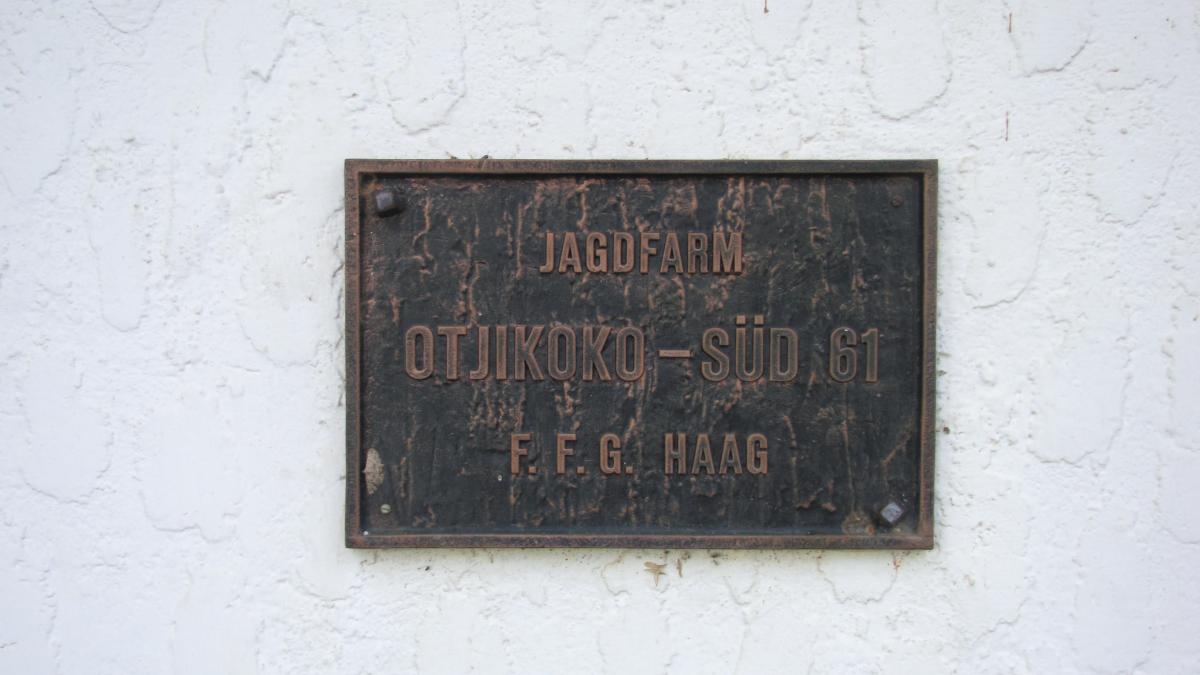 JAGDFARM
OTJIKOKO – SÜD 61
F. F. G. HAAG